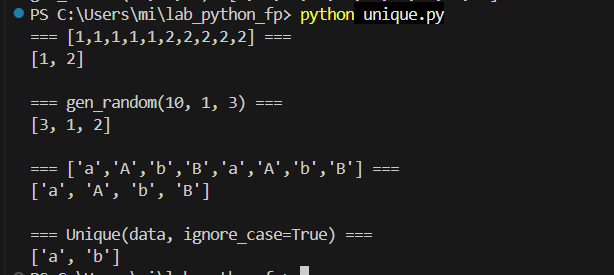 PS C:\Users\mi\lab_python_fp> python unique.py
=== [1,1,1,1,1,2,2,2,2,2] ===
[1, 2]
=== gen_random(10, 1, 3) ===
[3, 1, 2]
=== ['a','A','b','B','a','A','b','B'] ===
['a', 'A', 'b', 'B']
=== Unique(data, ignore_case=True) ===
['a', 'b']
PS C:\Users\mi\lab_python_fp>